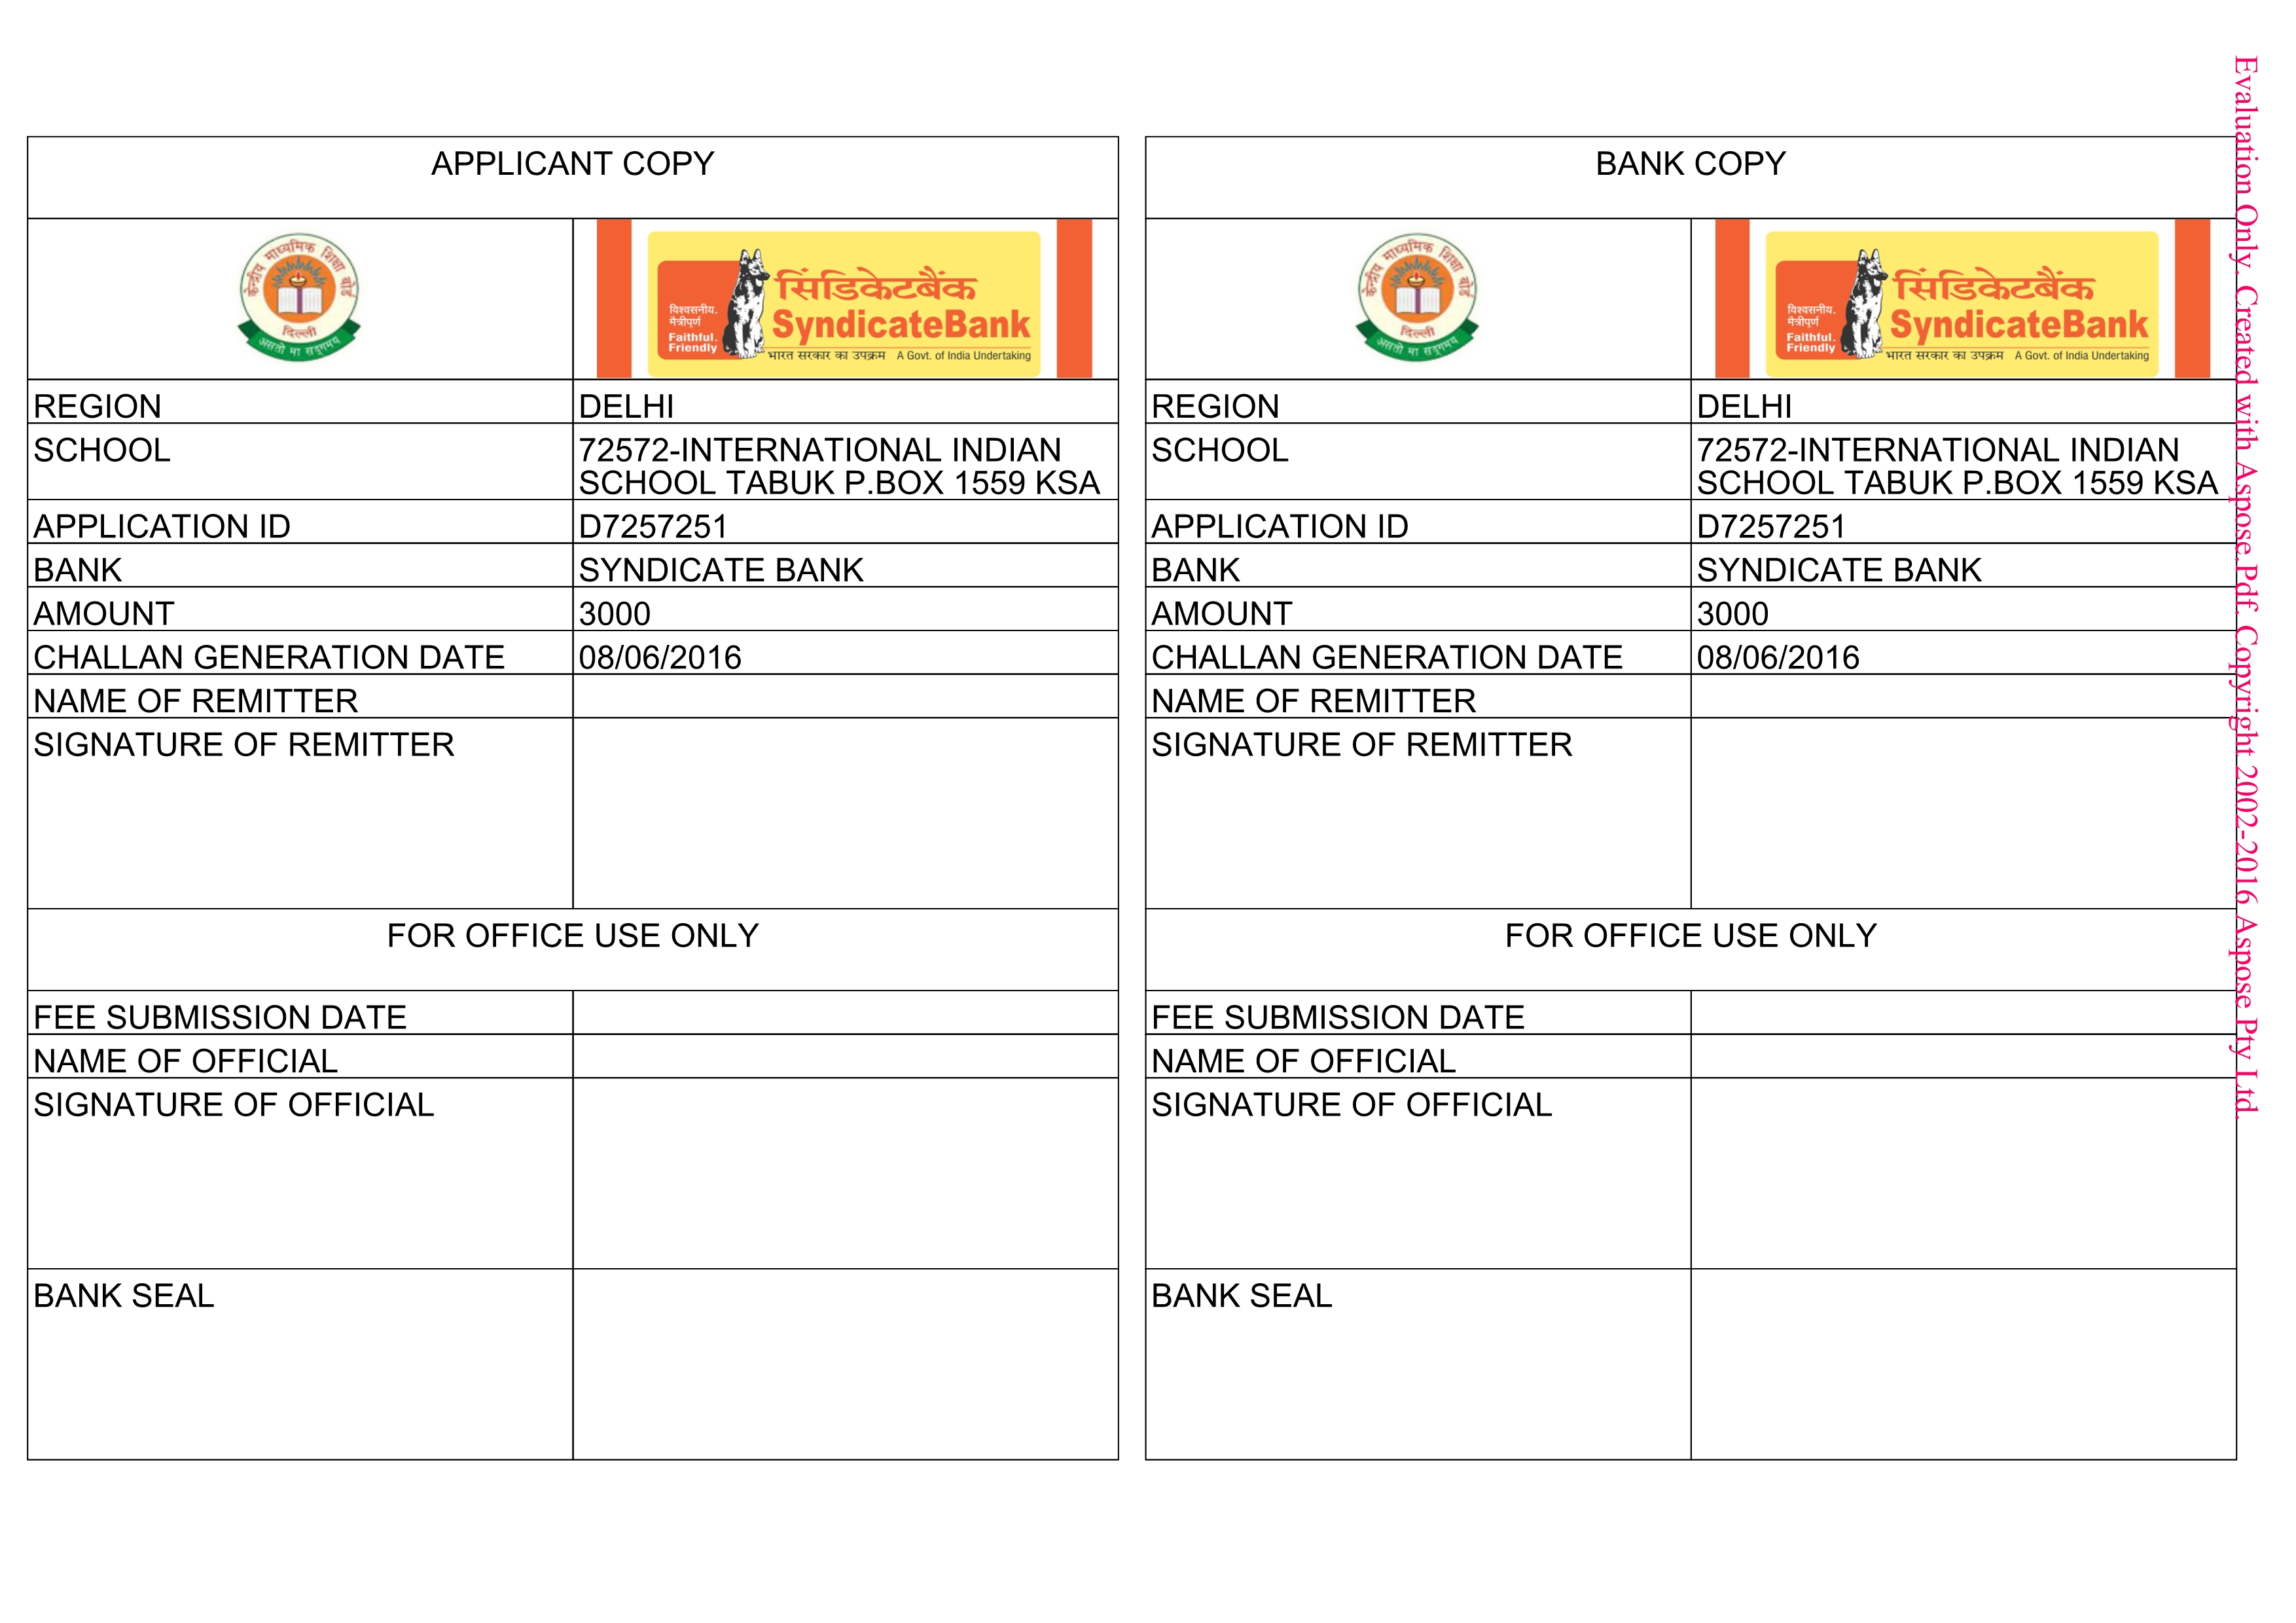 APPLICANT COPY
केन्द्रीय माध्यमिक शिक्षा बोर्ड
दिल्ली
असतो मा सद्गमय
विश्वसनीय.
मैत्रीपूर्ण
Faithful.
Friendly
सिंडिकेटबैंक
SyndicateBank
भारत सरकार का उपक्रम A Govt. of India Undertaking
REGION DELHI
SCHOOL 72572-INTERNATIONAL INDIAN
SCHOOL TABUK P.BOX 1559 KSA
APPLICATION ID D7257251
BANK SYNDICATE BANK
AMOUNT 3000
CHALLAN GENERATION DATE 08/06/2016
NAME OF REMITTER
SIGNATURE OF REMITTER
FOR OFFICE USE ONLY
FEE SUBMISSION DATE
NAME OF OFFICIAL
SIGNATURE OF OFFICIAL
BANK SEAL
BANK COPY
केन्द्रीय माध्यमिक शिक्षा बोर्ड
दिल्ली
असतो मा सद्गमय
विश्वसनीय.
मैत्रीपूर्ण
Faithful.
Friendly
सिंडिकेटबैंक
SyndicateBank
भारत सरकार का उपक्रम A Govt. of India Undertaking
REGION DELHI
SCHOOL 72572-INTERNATIONAL INDIAN
SCHOOL TABUK P.BOX 1559 KSA
APPLICATION ID D7257251
BANK SYNDICATE BANK
AMOUNT 3000
CHALLAN GENERATION DATE 08/06/2016
NAME OF REMITTER
SIGNATURE OF REMITTER
FOR OFFICE USE ONLY
FEE SUBMISSION DATE
NAME OF OFFICIAL
SIGNATURE OF OFFICIAL
BANK SEAL
Evaluation Only. Created with Aspose.Pdf. Copyright 2002-2016 Aspose Pty Ltd.